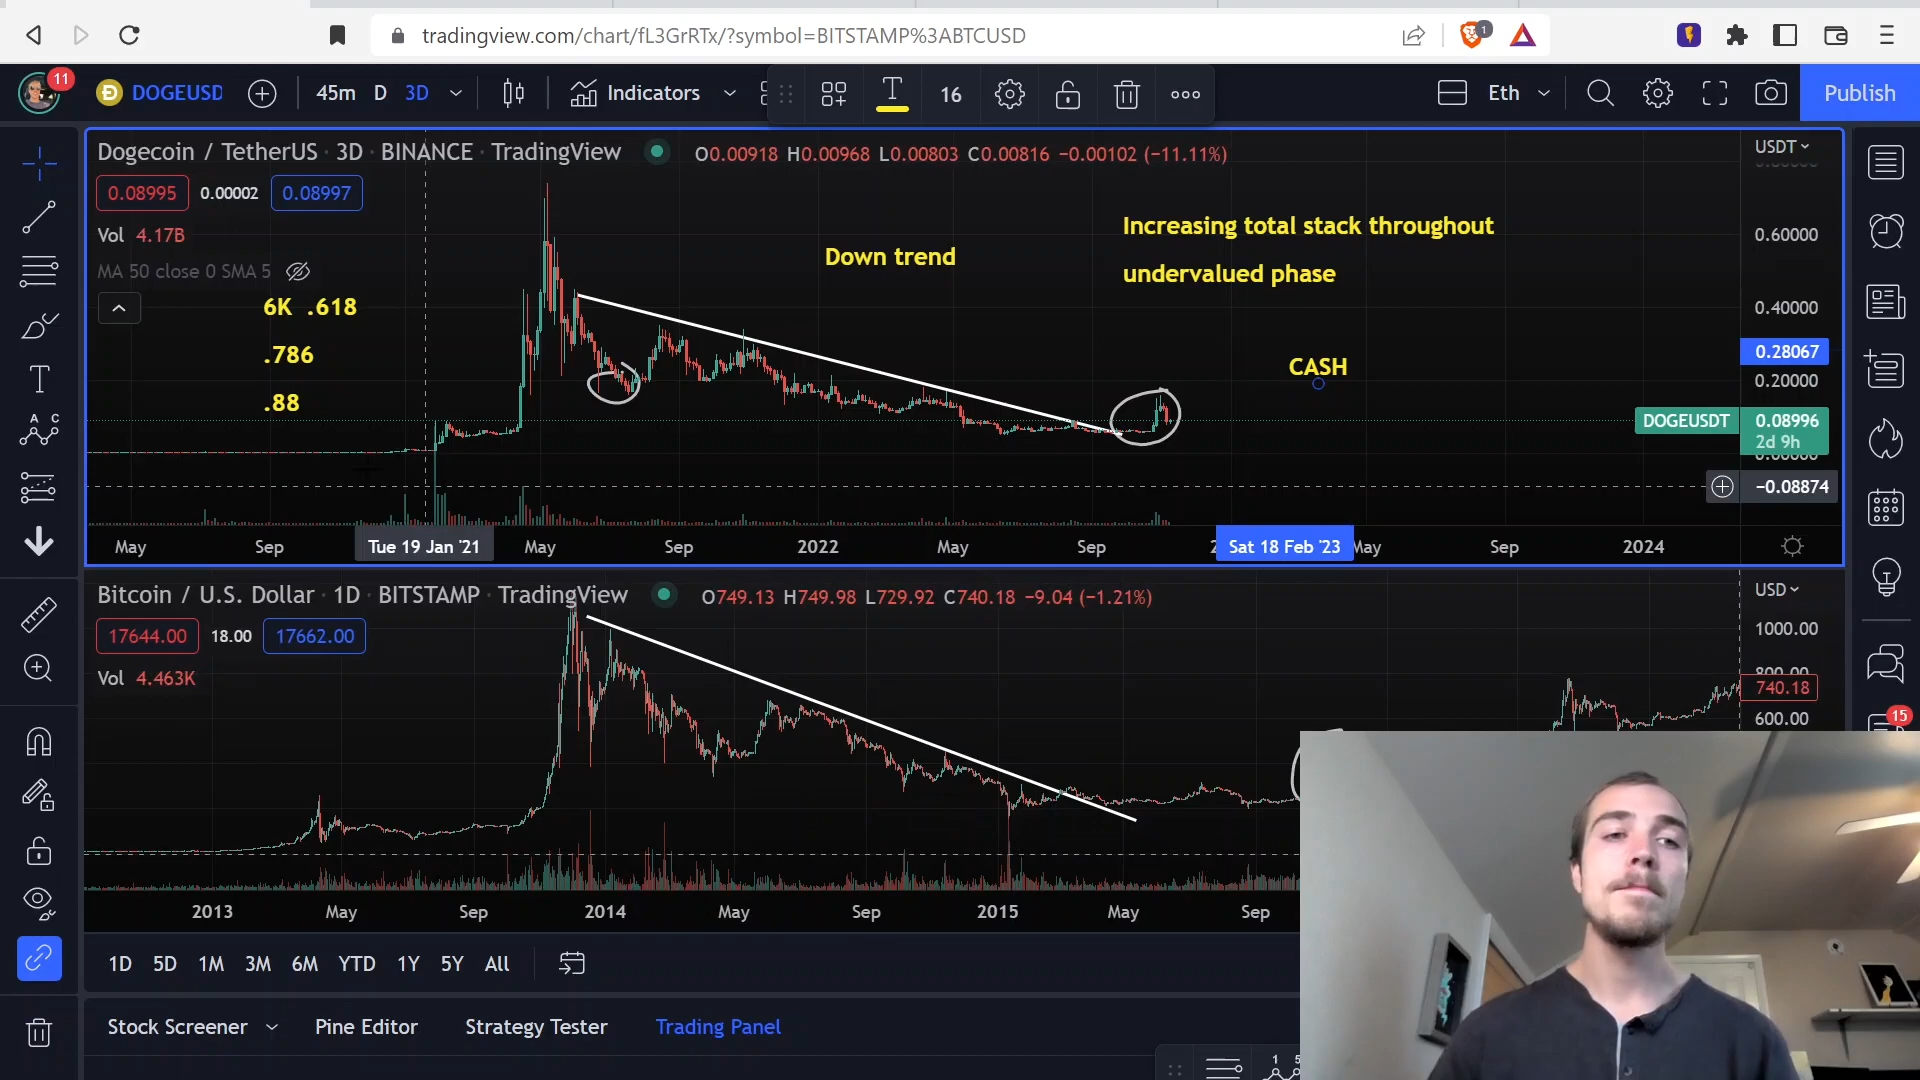 tradingview.com/chart/fL3GrRTx/?symbol=BITSTAMP%3ABTCUSD
1
11
DOGEUSD
45m D 3D
Indicators
16
Eth
Publish
Dogecoin / TetherUS · 3D · BINANCE · TradingView
O0.00918 H0.00968 L0.00803 C0.00816 −0.00102 (−11.11%)
USDT
0.08995 0.00002 0.08997
Vol 4.17B
MA 50 close 0 SMA 5
6K .618
.786
.88
Down trend
Increasing total stack throughout
undervalued phase
CASH
0.60000
0.40000
0.28067
0.20000
DOGEUSDT 0.08996
2d 9h
−0.08874
May Sep Tue 19 Jan '21 May Sep 2022 May Sep Sat 18 Feb '23 May Sep 2024
Bitcoin / U.S. Dollar · 1D · BITSTAMP · TradingView
O749.13 H749.98 L729.92 C740.18 −9.04 (−1.21%)
USD
17644.00 18.00 17662.00
Vol 4.463K
1000.00
800.00
740.18
600.00
15
2013 May Sep 2014 May Sep 2015 May Sep
1D 5D 1M 3M 6M YTD 1Y 5Y All
Stock Screener Pine Editor Strategy Tester Trading Panel